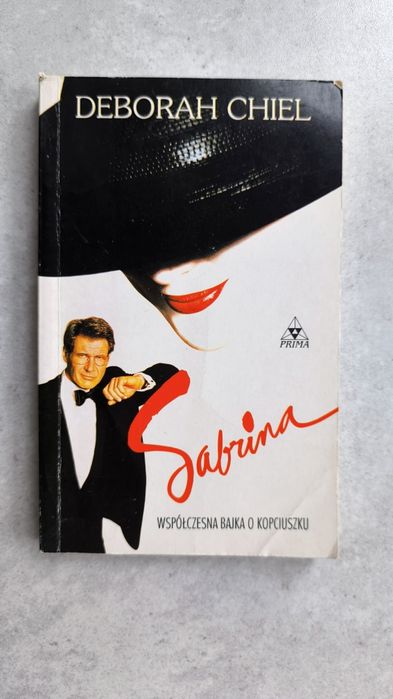 DEBORAH CHIEL
PRIMA
Sabrina
WSPÓŁCZESNA BAJKA O KOPCIUSZKU